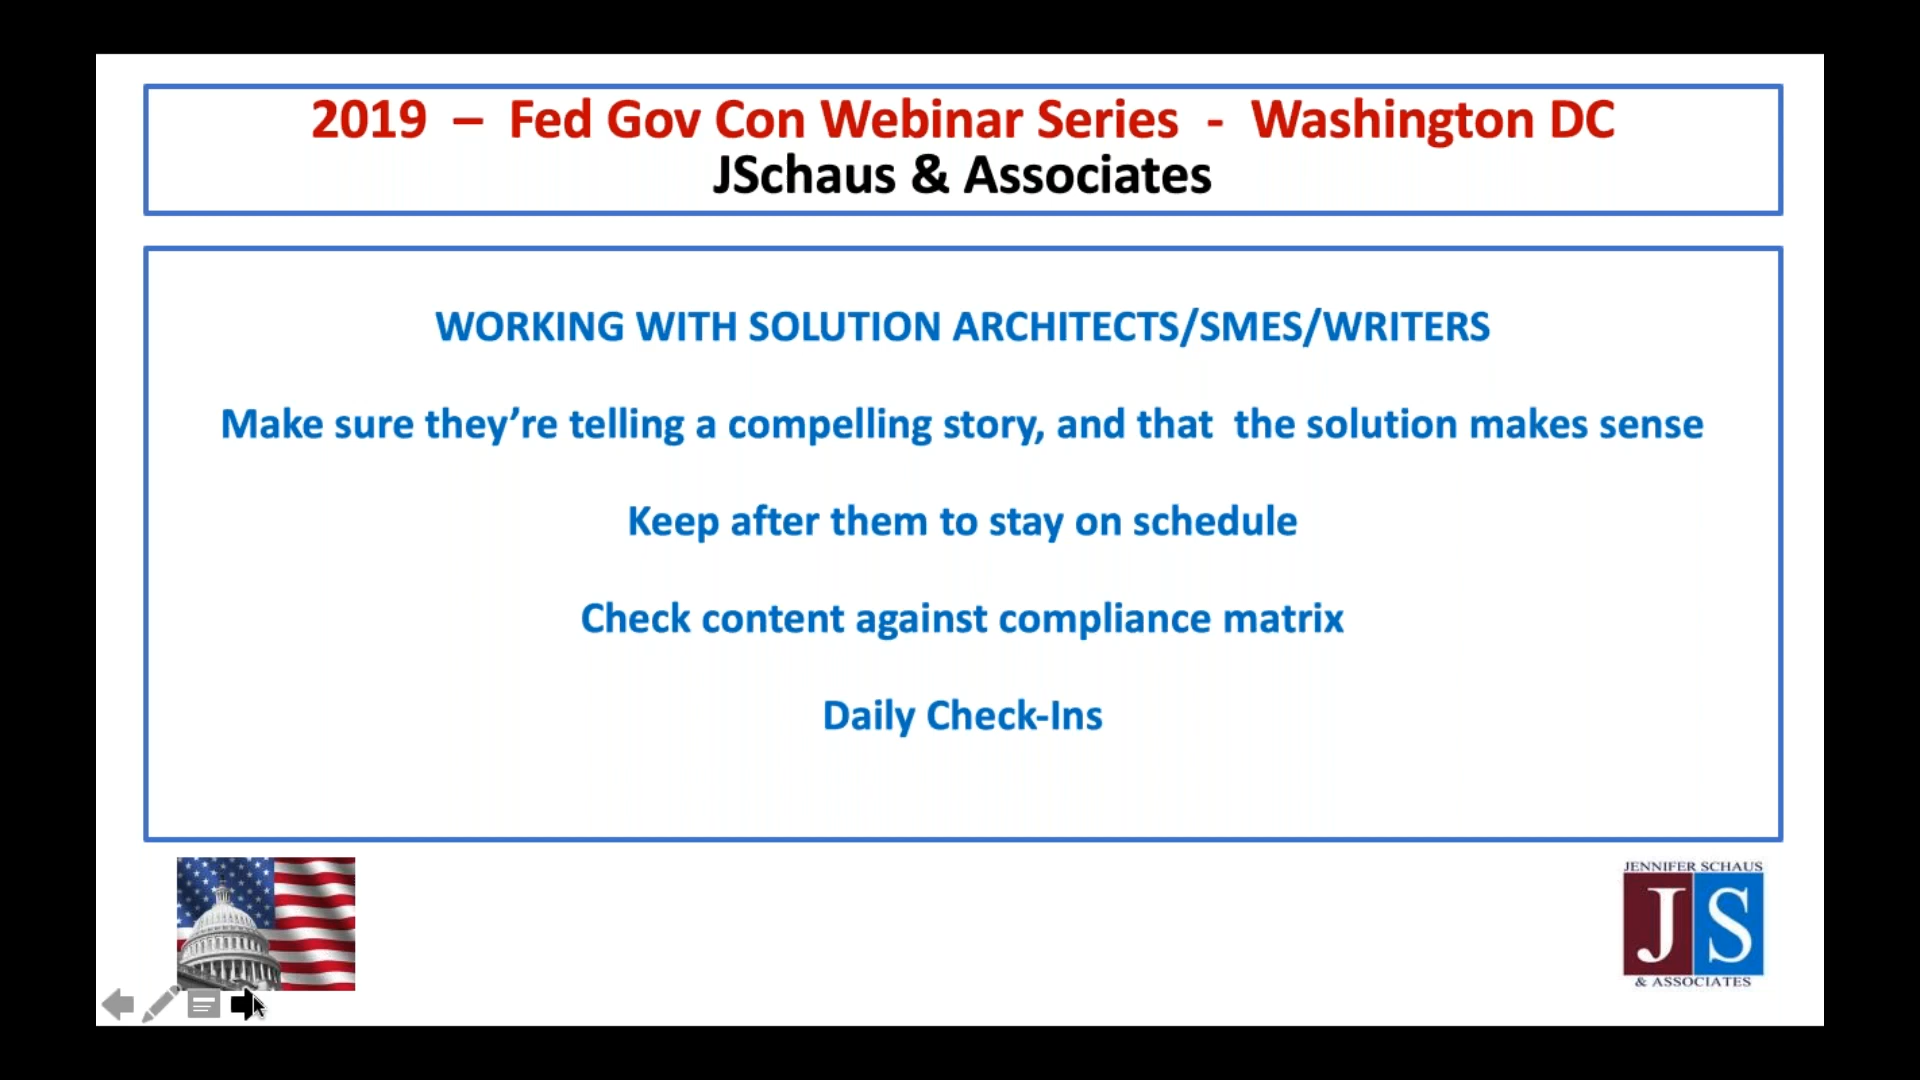 2019 – Fed Gov Con Webinar Series - Washington DC
JSchaus & Associates
WORKING WITH SOLUTION ARCHITECTS/SMES/WRITERS
Make sure they’re telling a compelling story, and that the solution makes sense
Keep after them to stay on schedule
Check content against compliance matrix
Daily Check-Ins
JENNIFER SCHAUS
JS
& ASSOCIATES